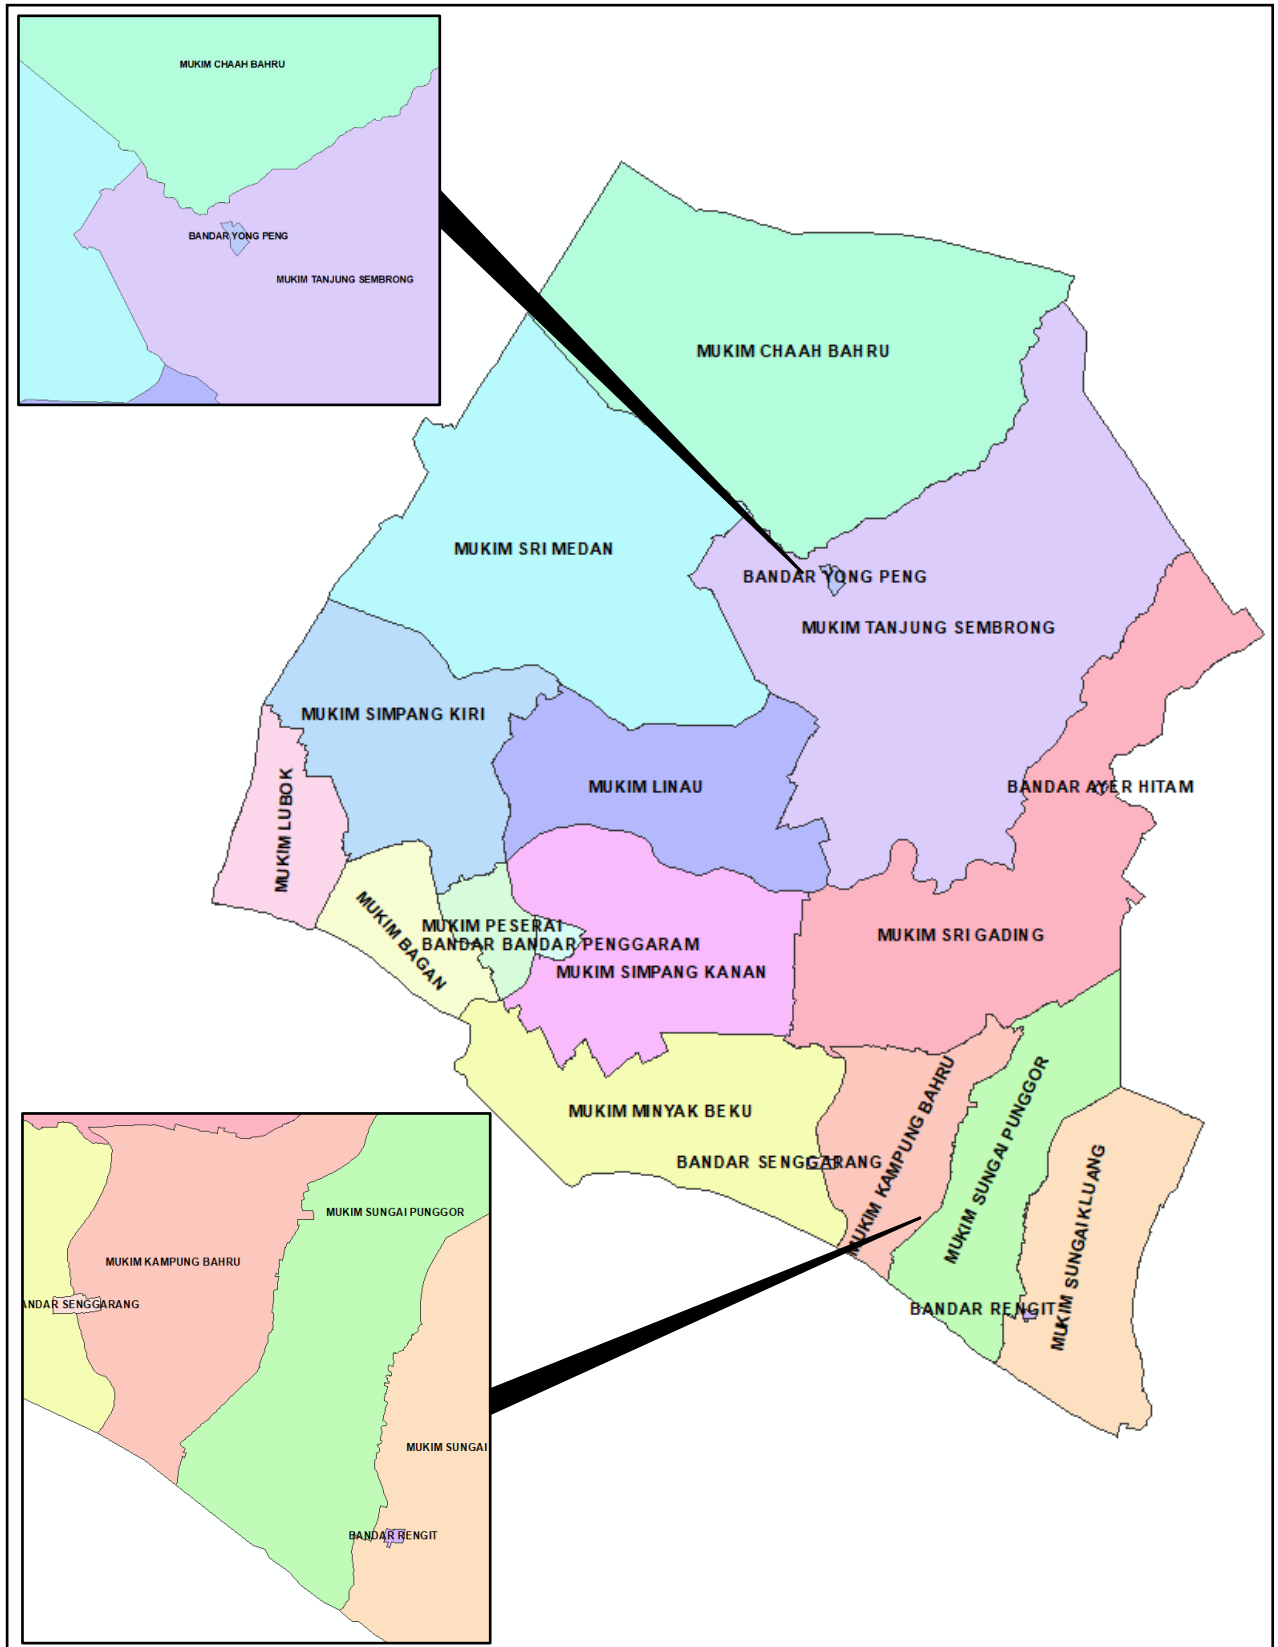 MUKIM CHAAH BAHRU
BANDAR YONG PENG
MUKIM TANJUNG SEMBRONG
MUKIM CHAAH BAHRU
MUKIM SRI MEDAN
BANDAR YONG PENG
MUKIM TANJUNG SEMBRONG
MUKIM SIMPANG KIRI
MUKIM LINAU
BANDAR AYER HITAM
MUKIM LUBOK
MUKIM BAGAN
MUKIM PESERAI
BANDAR BANDAR PENGGARAM
MUKIM SRI GADING
MUKIM SIMPANG KANAN
MUKIM MINYAK BEKU
BANDAR SENGGARANG
MUKIM KAMPUNG BAHRU
MUKIM SUNGAI PUNGGOR
MUKIM SUNGAI KLUANG
BANDAR RENGIT
MUKIM SUNGAI PUNGGOR
MUKIM KAMPUNG BAHRU
ANDAR SENGGARANG
MUKIM SUNGAI
BANDAR RENGIT